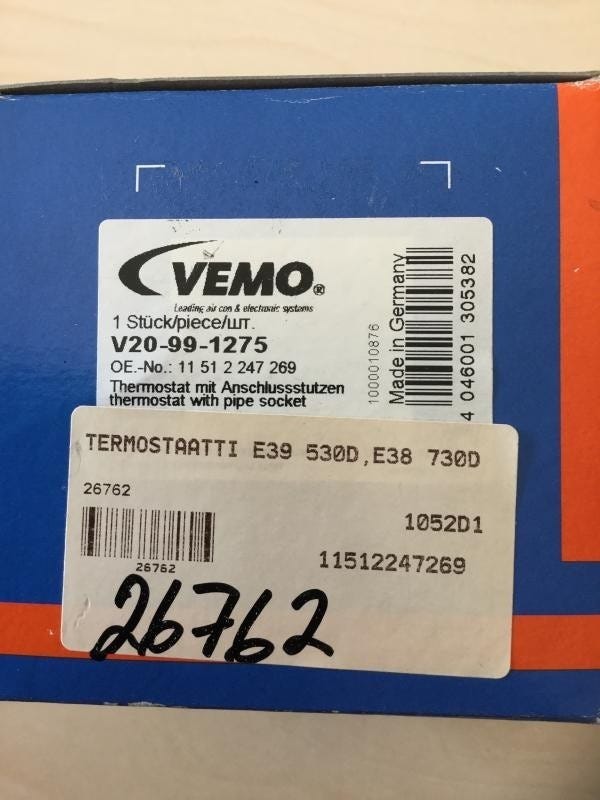 VEMO®
Leading air con & electronic systems
1 Stück/piece/шт.
V20-99-1275
OE.-No.: 11 51 2 247 269
Thermostat mit Anschlussstutzen
thermostat with pipe socket
1000010876
Made in Germany
4 046001 305382
TERMOSTAATTI E39 530D,E38 730D
26762
1052D1
26762
11512247269
26762